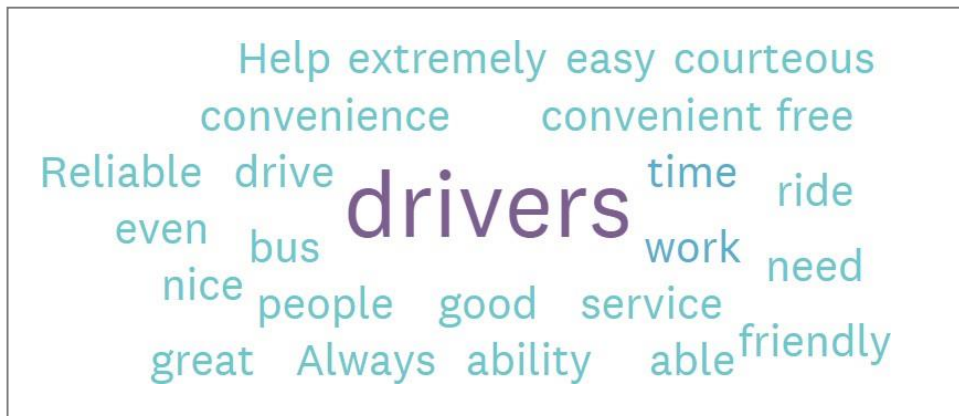 Help extremely easy courteous
convenience convenient free
Reliable drive drivers time ride
even bus work need
nice people good service
great Always ability able friendly